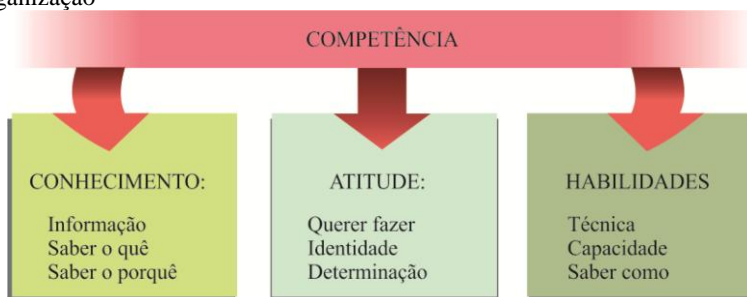 COMPETÊNCIA
CONHECIMENTO:
Informação
Saber o quê
Saber o porquê
ATITUDE:
Querer fazer
Identidade
Determinação
HABILIDADES
Técnica
Capacidade
Saber como